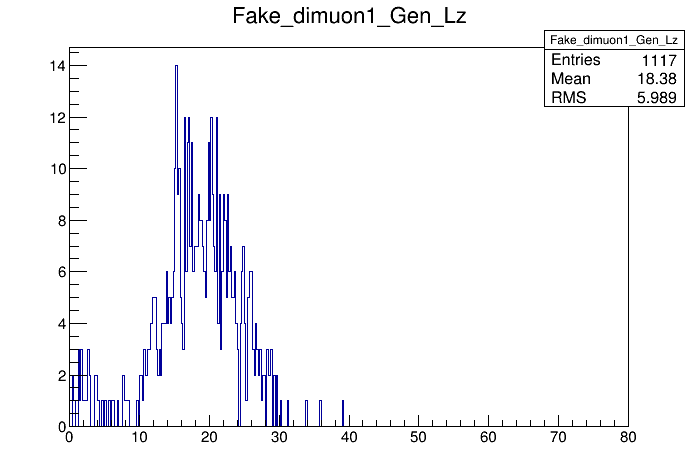 Fake_dimuon1_Gen_Lz
Fake_dimuon1_Gen_Lz
Entries 1117
Mean 18.38
RMS 5.989
14
12
10
8
6
4
2
0
0 10 20 30 40 50 60 70 80